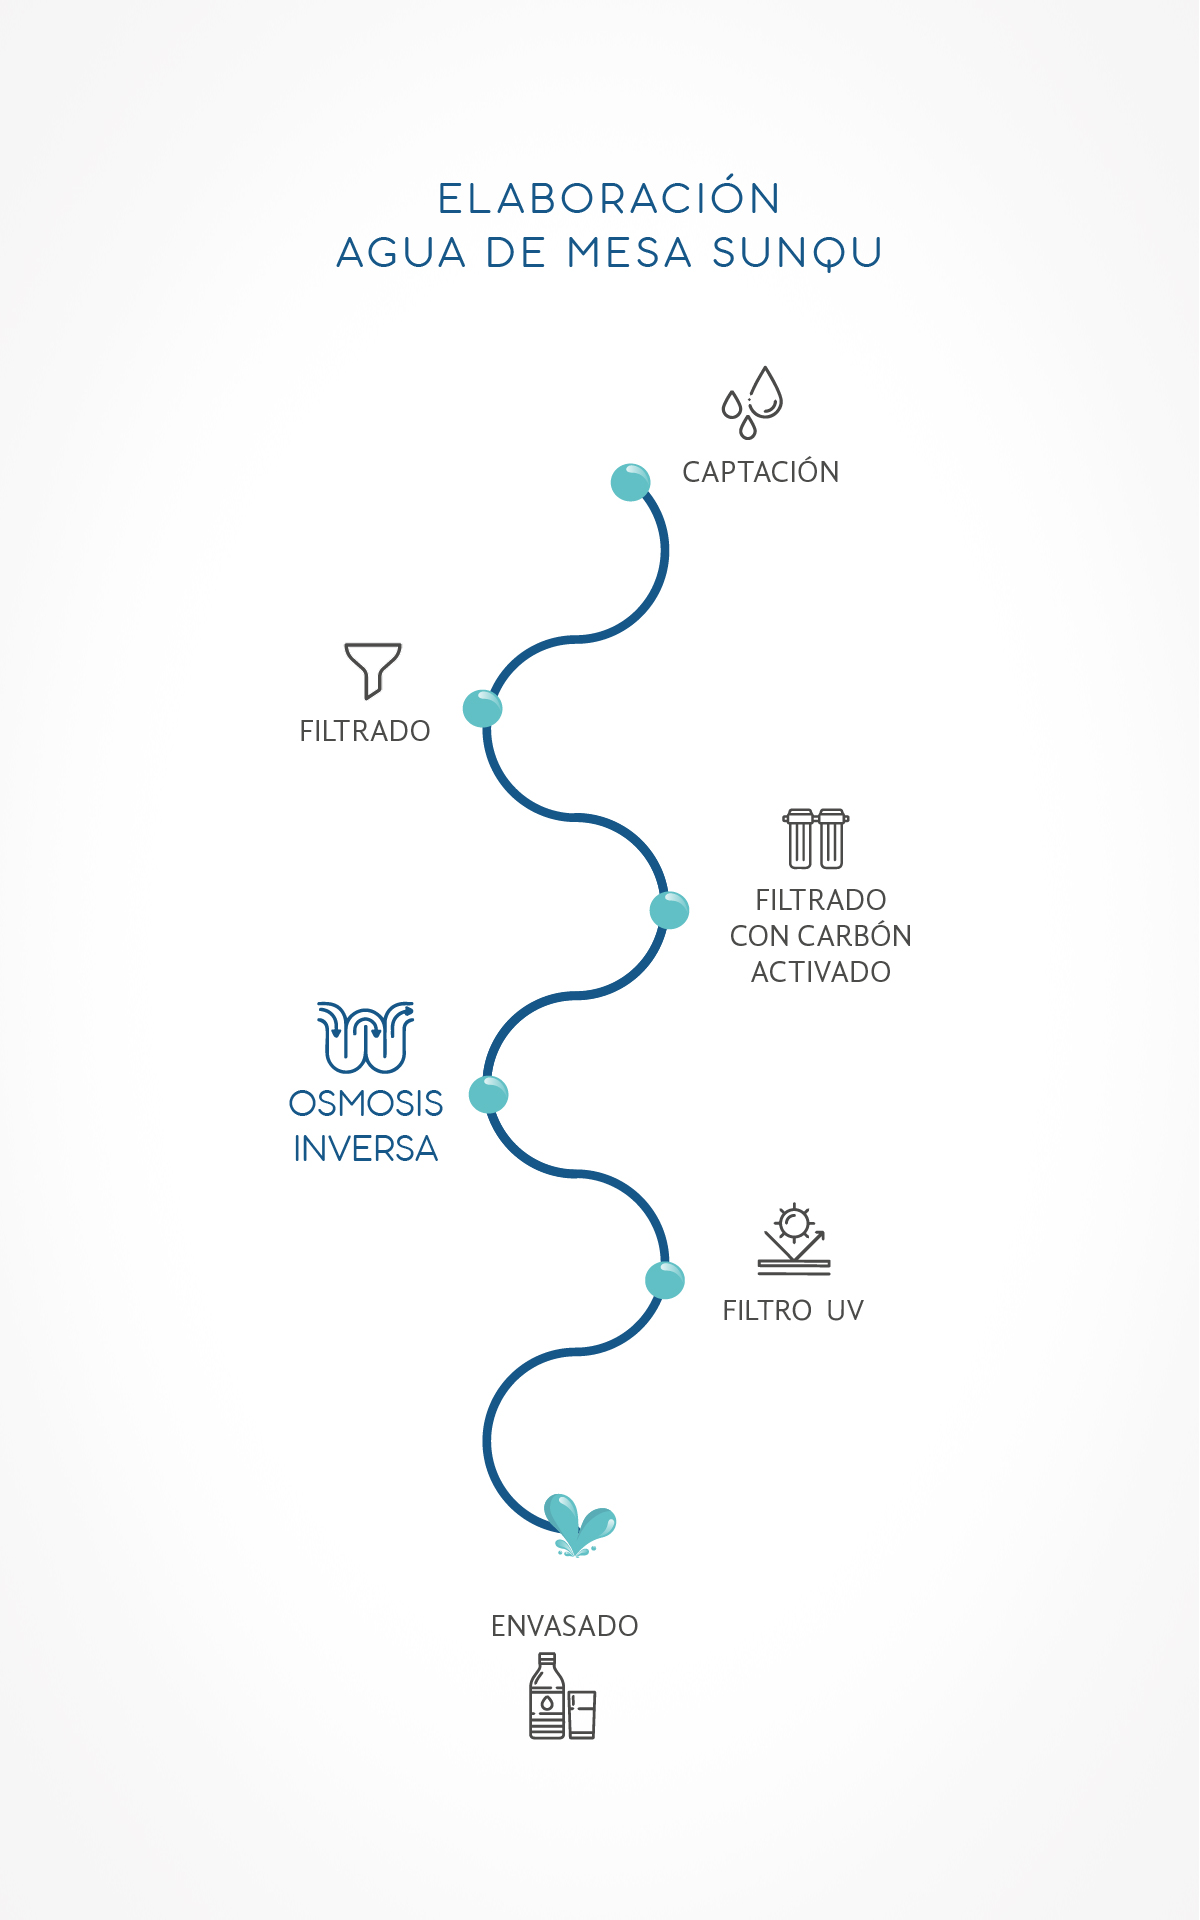 ELABORACIÓN
AGUA DE MESA SUNQU
CAPTACIÓN
FILTRADO
FILTRADO
CON CARBÓN
ACTIVADO
OSMOSIS
INVERSA
FILTRO UV
ENVASADO